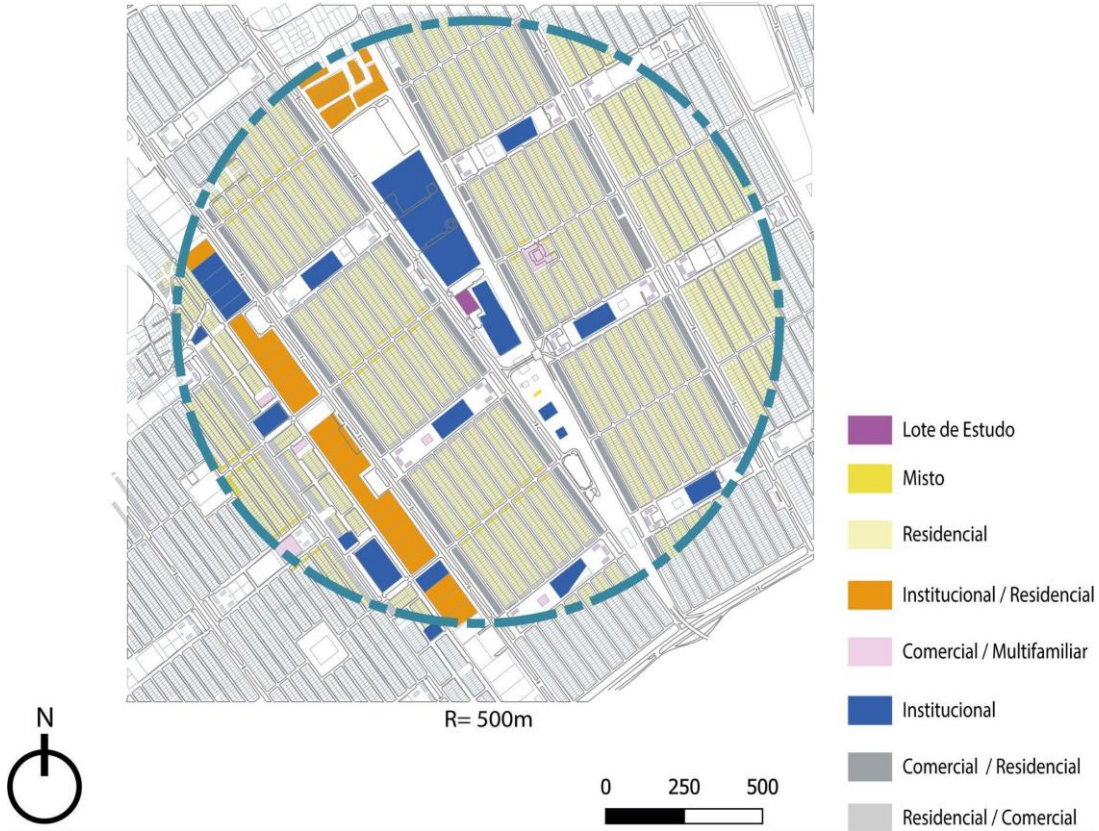 Lote de Estudo
Misto
Residencial
Institucional / Residencial
Comercial / Multifamiliar
Institucional
Comercial / Residencial
Residencial / Comercial
R= 500m
N
0 250 500